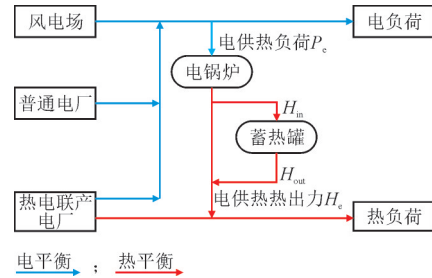 风电场
电负荷
电供热负荷Pe
电锅炉
普通电厂
Hin
蓄热罐
Hout
热电联产
电厂
电供热热出力He
热负荷
电平衡 ; 热平衡